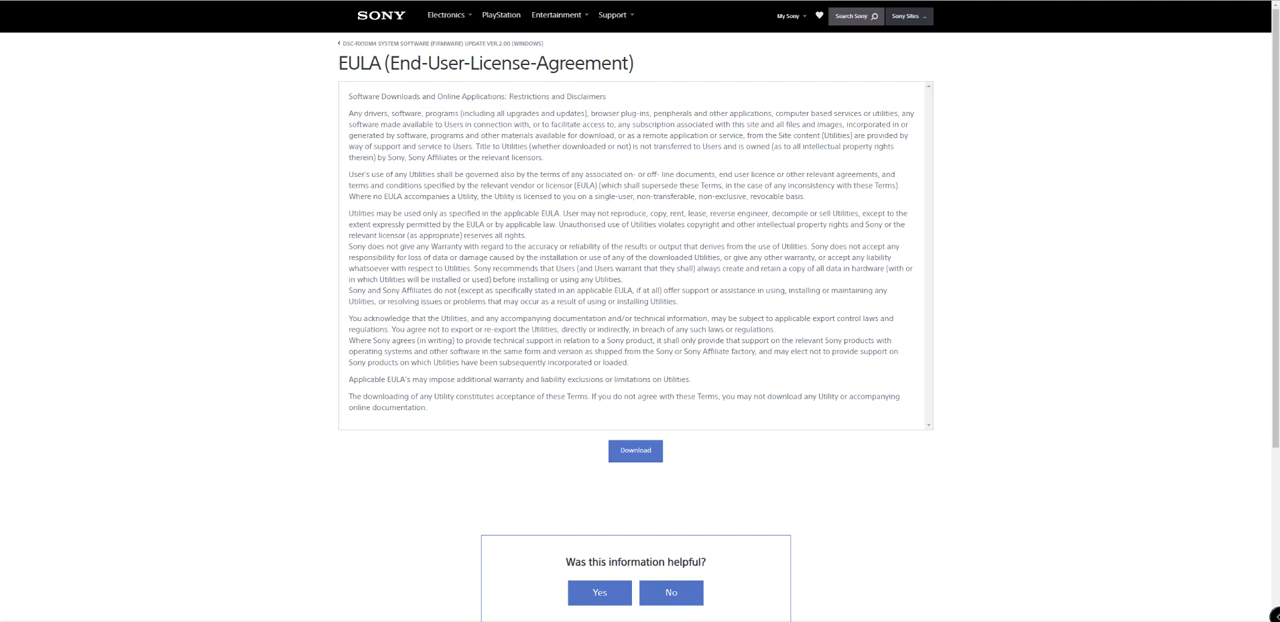 SONY Electronics PlayStation Entertainment Support My Sony Search Sony Sony Sites
DSC-RX10M4 SYSTEM SOFTWARE (FIRMWARE) UPDATE VER.2.00 (WINDOWS)
EULA (End-User-License-Agreement)
Software Downloads and Online Applications: Restrictions and Disclaimers
Any drivers, software, programs (including all upgrades and updates), browser plug-ins, peripherals and other applications, computer based services or utilities, any
software made available to Users in connection with, or to facilitate access to, any subscription associated with this site and all files and images, incorporated in or
generated by software, programs and other materials available for download, or as a remote application or service, from the Site content (Utilities) are provided by
way of support and service to Users. Title to Utilities (whether downloaded or not) is not transferred to Users and is owned (as to all intellectual property rights
therein) by Sony, Sony Affiliates or the relevant licensors.
User's use of any Utilities shall be governed also by the terms of any associated on- or off- line documents, end user licence or other relevant agreements, and
terms and conditions specified by the relevant vendor or licensor (EULA) (which shall supersede these Terms, in the case of any inconsistency with these Terms)
Where no EULA accompanies a Utility, the Utility is licensed to you on a single-user, non-transferable, non-exclusive, revocable basis.
Utilities may be used only as specified in the applicable EULA. User may not reproduce, copy, rent, lease, reverse engineer, decompile or sell Utilities, except to the
extent expressly permitted by the EULA or by applicable law. Unauthorised use of Utilities violates copyright and other intellectual property rights and Sony or the
relevant licensor (as appropriate) reserves all rights.
Sony does not give any Warranty with regard to the accuracy or reliability of the results or output that derives from the use of Utilities. Sony does not accept any
responsibility for loss of data or damage caused by the installation or use of any of the downloaded Utilities, or give any other warranty, or accept any liability
whatsoever with respect to Utilities. Sony recommends that Users (and Users warrant that they shall) always create and retain a copy of all data in hardware (with or
in which Utilities will be installed or used) before installing or using any Utilities.
Sony and Sony Affiliates do not (except as specifically stated in an applicable EULA, if at all) offer support or assistance in using, installing or maintaining any
Utilities, or resolving issues or problems that may occur as a result of using or installing Utilities.
You acknowledge that the Utilities, and any accompanying documentation and/or technical information, may be subject to applicable export control laws and
regulations. You agree not to export or re-export the Utilities, directly or indirectly, in breach of any such laws or regulations.
Where Sony agrees (in writing) to provide technical support in relation to a Sony product, it shall only provide that support on the relevant Sony products with
operating systems and other software in the same form and version as shipped from the Sony or Sony Affiliate factory, and may elect not to provide support on
Sony products on which Utilities have been subsequently incorporated or loaded.
Applicable EULA's may impose additional warranty and liability exclusions or limitations on Utilities.
The downloading of any Utility constitutes acceptance of these Terms. If you do not agree with these Terms, you may not download any Utility or accompanying
online documentation.
Download
Was this information helpful?
Yes No